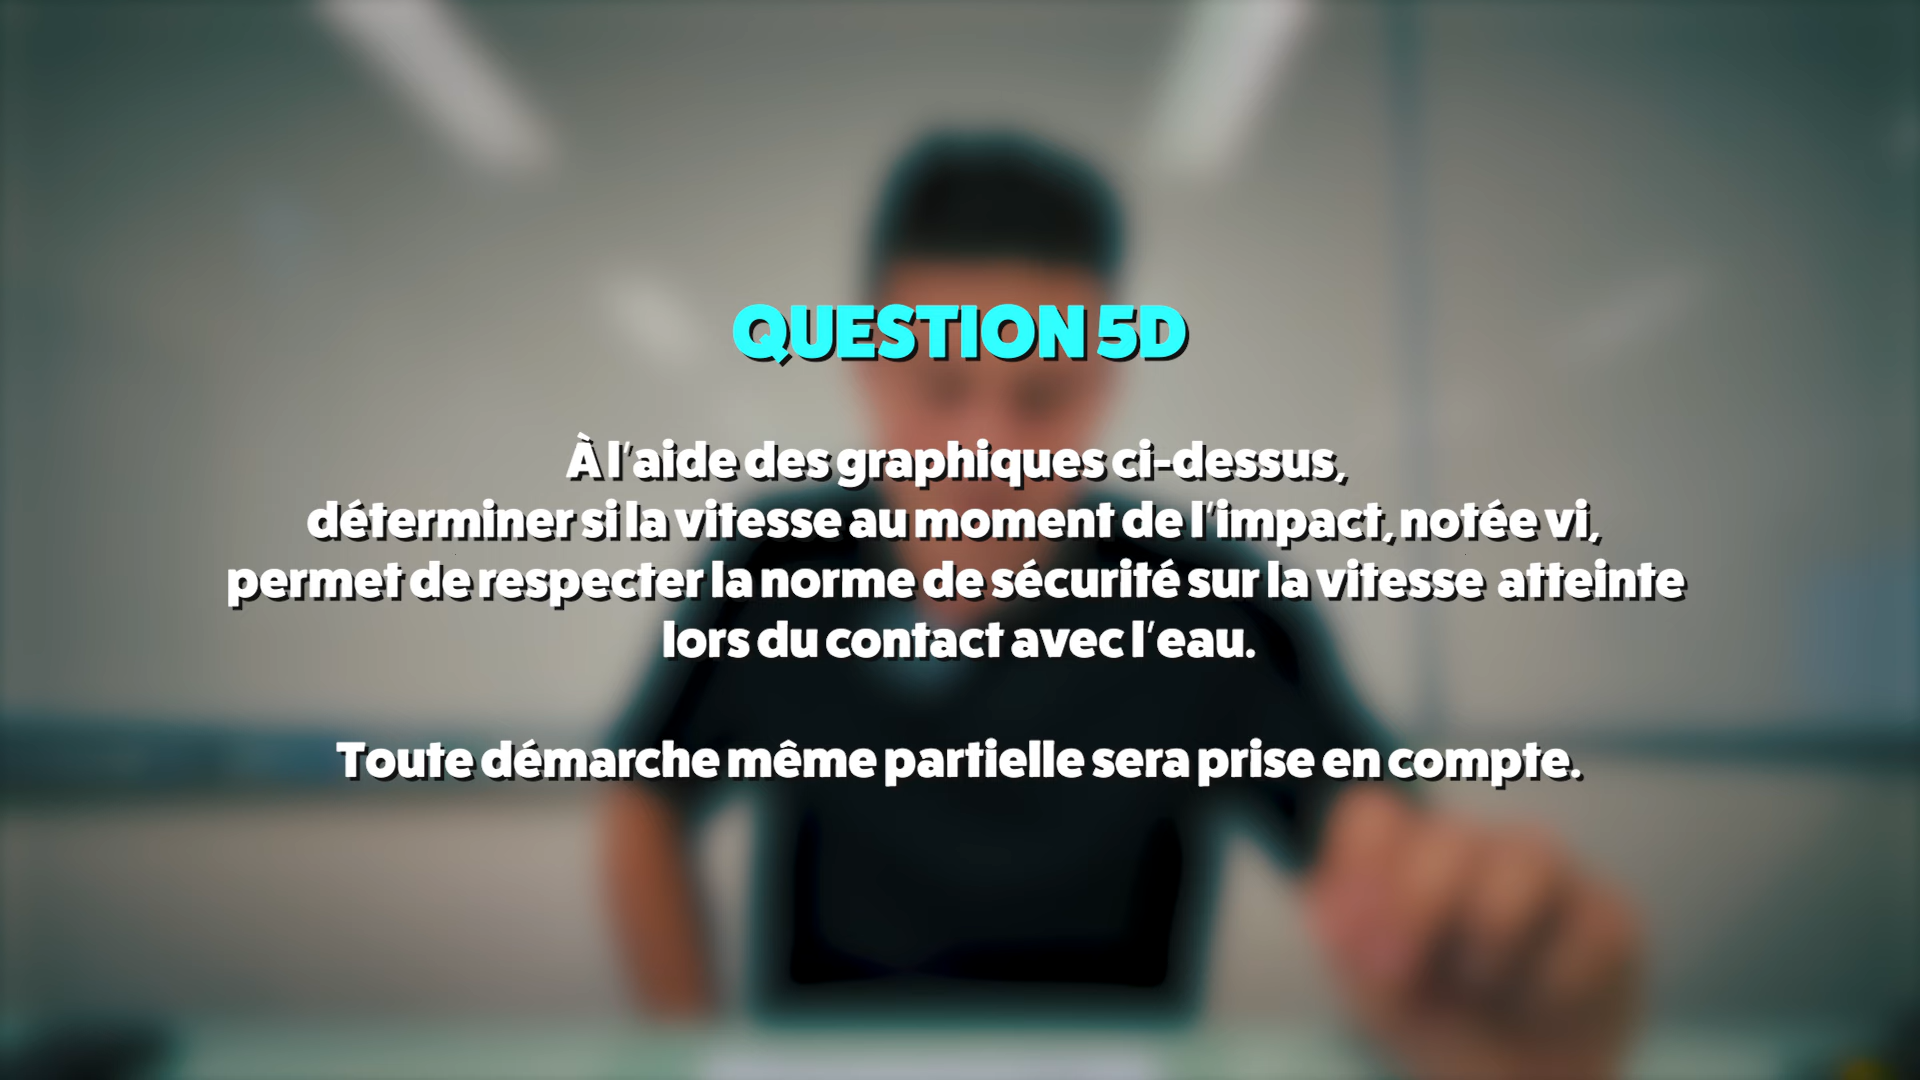 QUESTION 5D
À l'aide des graphiques ci-dessus,
déterminer si la vitesse au moment de l'impact, notée vi,
permet de respecter la norme de sécurité sur la vitesse atteinte
lors du contact avec l'eau.
Toute démarche même partielle sera prise en compte.